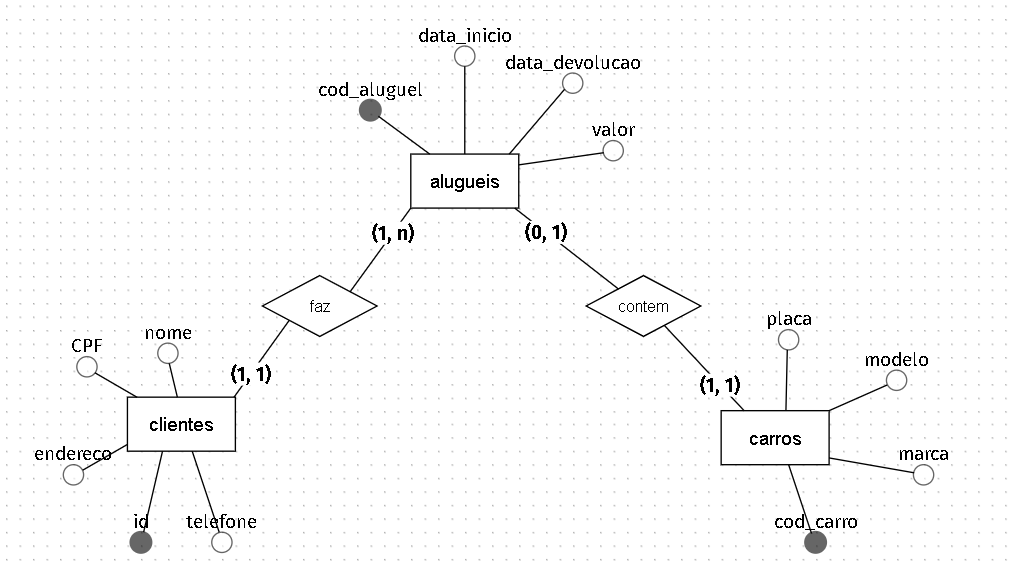 data_inicio
data_devolucao
cod_aluguel
valor
alugueis
(1, n)
(0, 1)
faz
contem
placa
nome
CPF
modelo
(1, 1)
(1, 1)
clientes
carros
endereco
marca
id
telefone
cod_carro